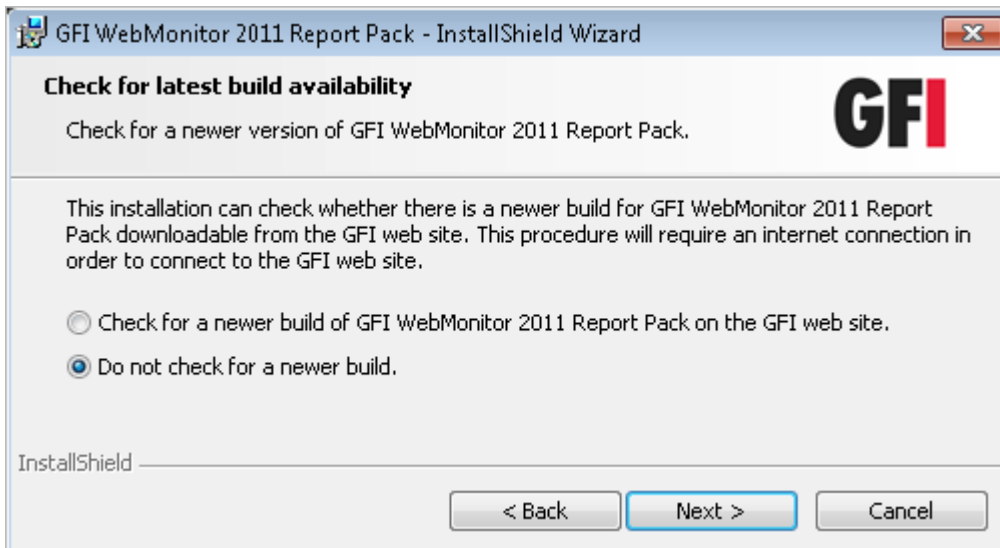 GFI WebMonitor 2011 Report Pack - InstallShield Wizard
Check for latest build availability
Check for a newer version of GFI WebMonitor 2011 Report Pack.
GFI
This installation can check whether there is a newer build for GFI WebMonitor 2011 Report
Pack downloadable from the GFI web site. This procedure will require an internet connection in
order to connect to the GFI web site.
Check for a newer build of GFI WebMonitor 2011 Report Pack on the GFI web site.
Do not check for a newer build.
InstallShield
< Back
Next >
Cancel